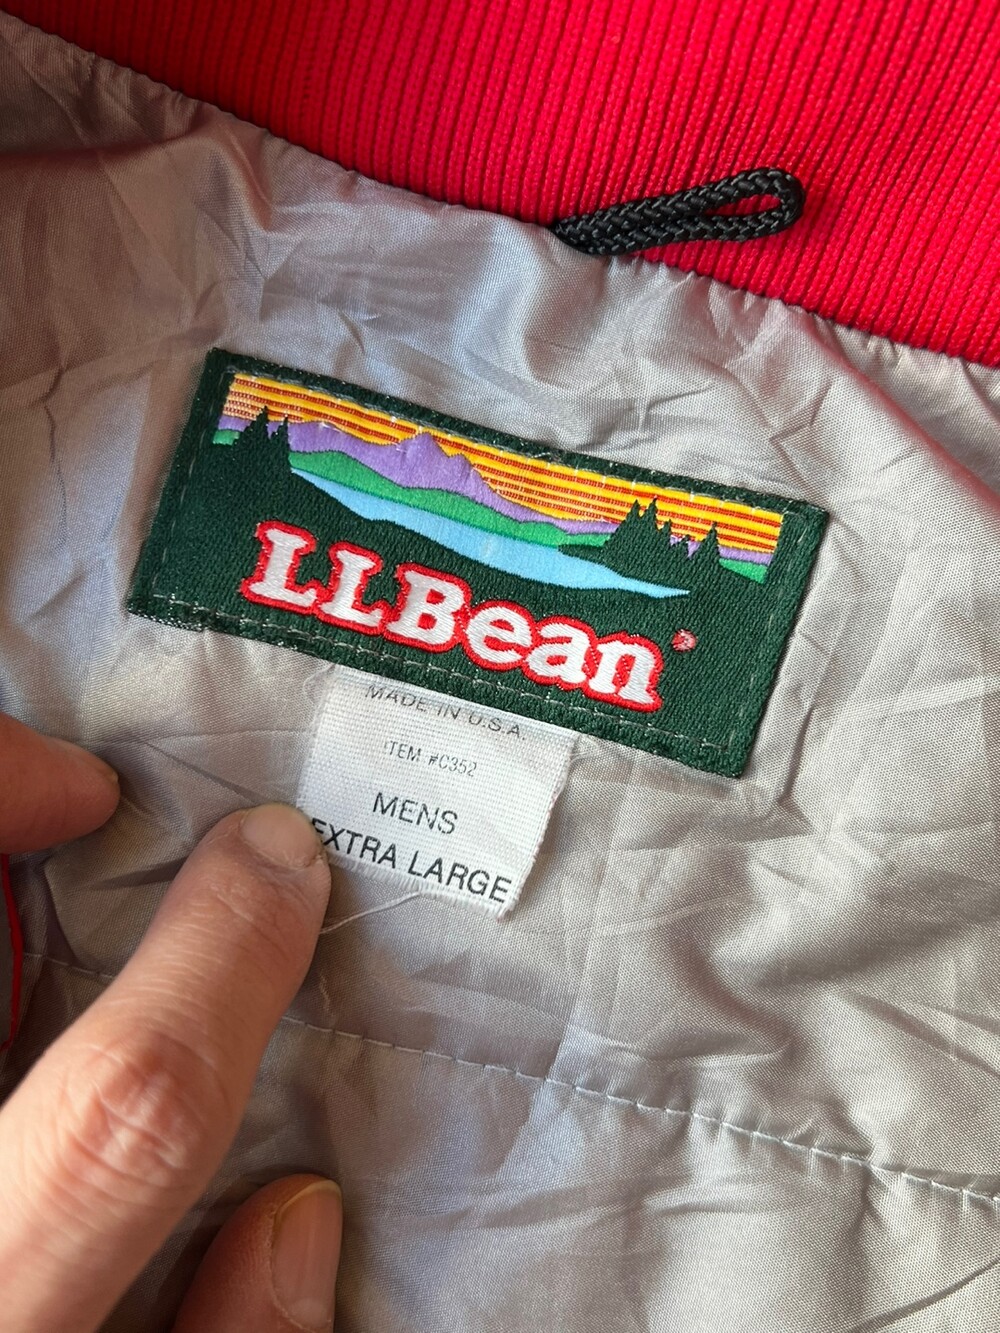 LLBean®
MADE IN U.S.A.
ITEM #C352
MENS
EXTRA LARGE